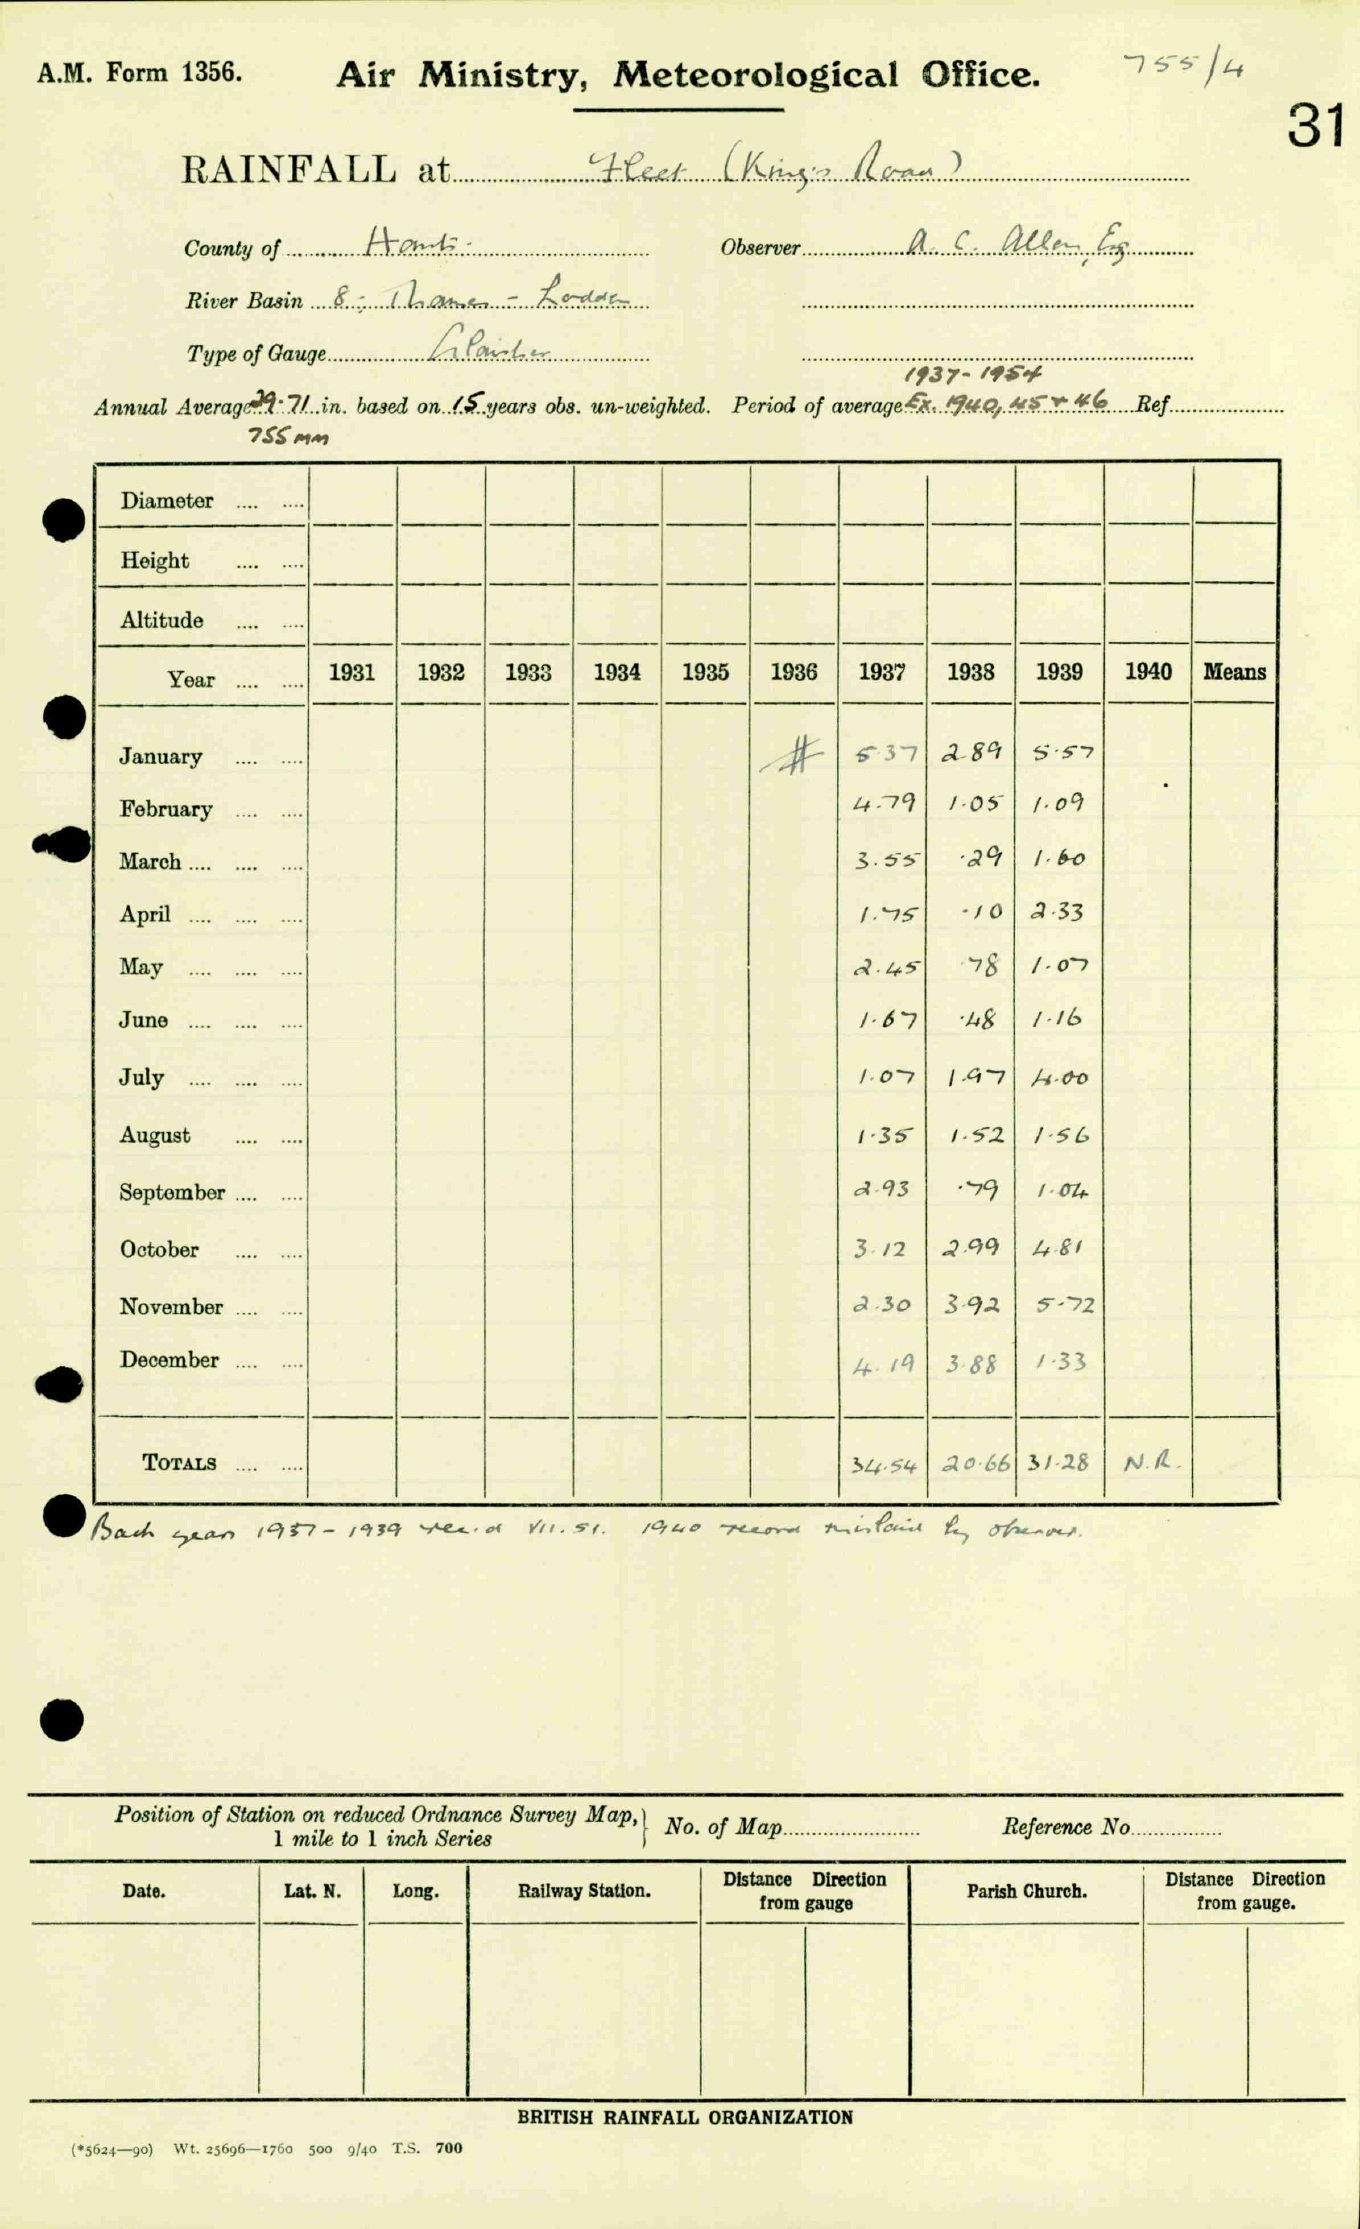 A.M. Form 1356. Air Ministry, Meteorological Office. 755/4
31
RAINFALL at Fleet (King's Road)
County of Hants. Observer A. C. Allen, Esq
River Basin 8. Thames - Loddon
Type of Gauge Glaisher
1937-1954
Annual Average 29.71 in. based on 15 years obs. un-weighted. Period of average Ex. 1940, 45 + 46 Ref
755 mm
Diameter
Height
Altitude
Year 1931 1932 1933 1934 1935 1936 1937 1938 1939 1940 Means
January # 5.37 2.89 5.57
February 4.79 1.05 1.09
March 3.55 .29 1.60
April 1.75 .10 2.33
May 2.45 .78 1.07
June 1.67 .48 1.16
July 1.07 1.97 4.00
August 1.35 1.52 1.56
September 2.93 .79 1.04
October 3.12 2.99 4.81
November 2.30 3.92 5.72
December 4.19 3.88 1.33
TOTALS 34.54 20.66 31.28 N.R.
Back years 1937-1939 rec.d VII.51. 1940 record mislaid by observer.
Position of Station on reduced Ordnance Survey Map, } No. of Map Reference No
1 mile to 1 inch Series
Date. Lat. N. Long. Railway Station. Distance Direction from gauge Parish Church. Distance Direction from gauge.
BRITISH RAINFALL ORGANIZATION
(*5624—90) Wt. 25696—1760 500 9/40 T.S. 700